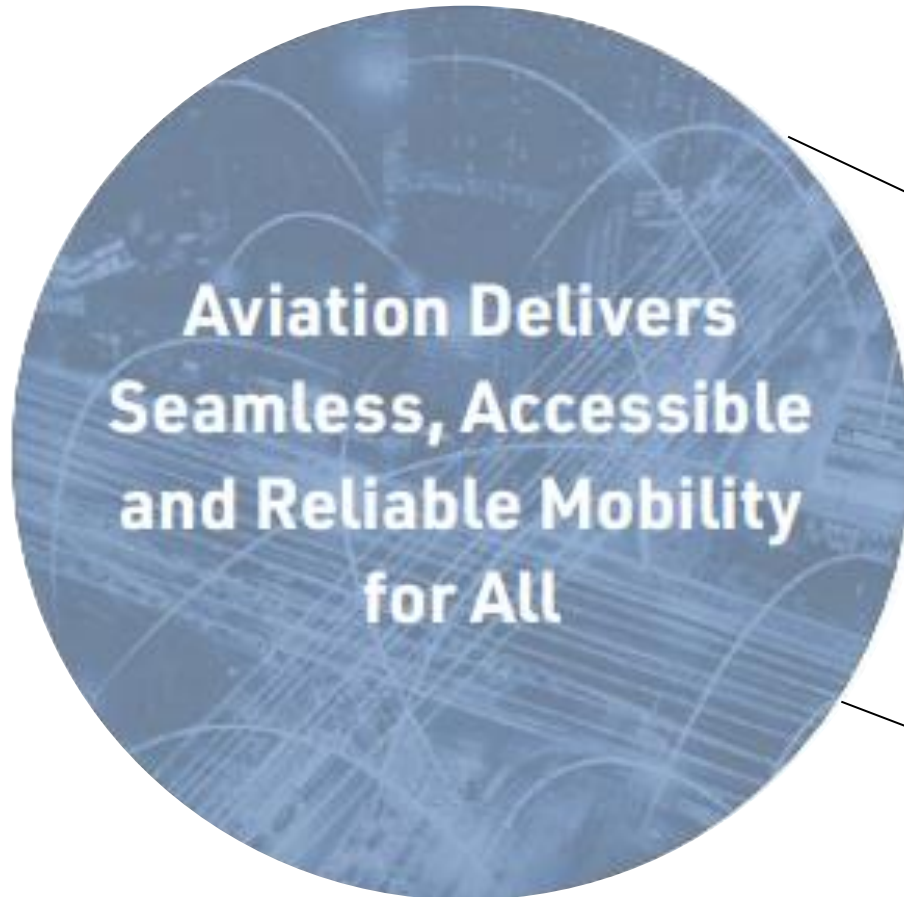 Aviation Delivers
Seamless, Accessible
and Reliable Mobility
for All